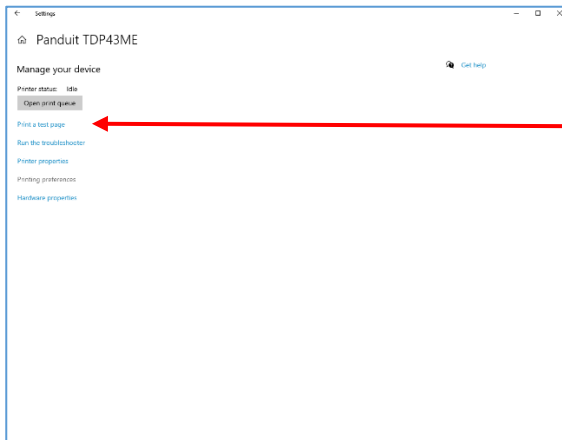 Settings
Panduit TDP43ME
Manage your device
Get help
Printer status: Idle
Open print queue
Print a test page
Run the troubleshooter
Printer properties
Printing preferences
Hardware properties